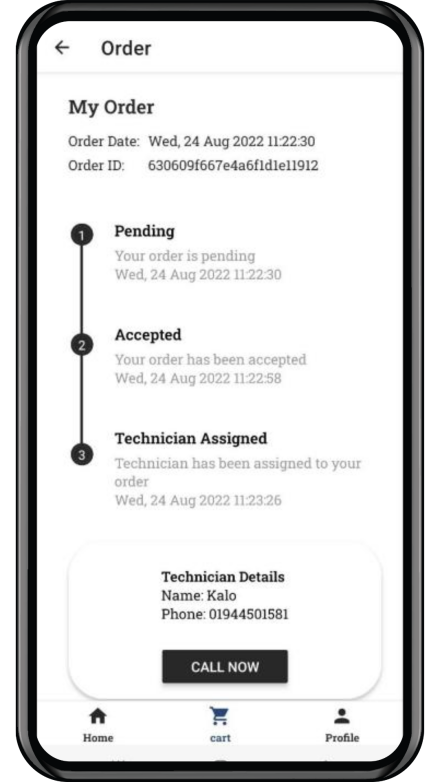 Order
My Order
Order Date: Wed, 24 Aug 2022 11:22:30
Order ID: 630609f667e4a6f1d1e11912
1
Pending
Your order is pending
Wed, 24 Aug 2022 11:22:30
2
Accepted
Your order has been accepted
Wed, 24 Aug 2022 11:22:58
3
Technician Assigned
Technician has been assigned to your
order
Wed, 24 Aug 2022 11:23:26
Technician Details
Name: Kalo
Phone: 01944501581
CALL NOW
Home cart Profile